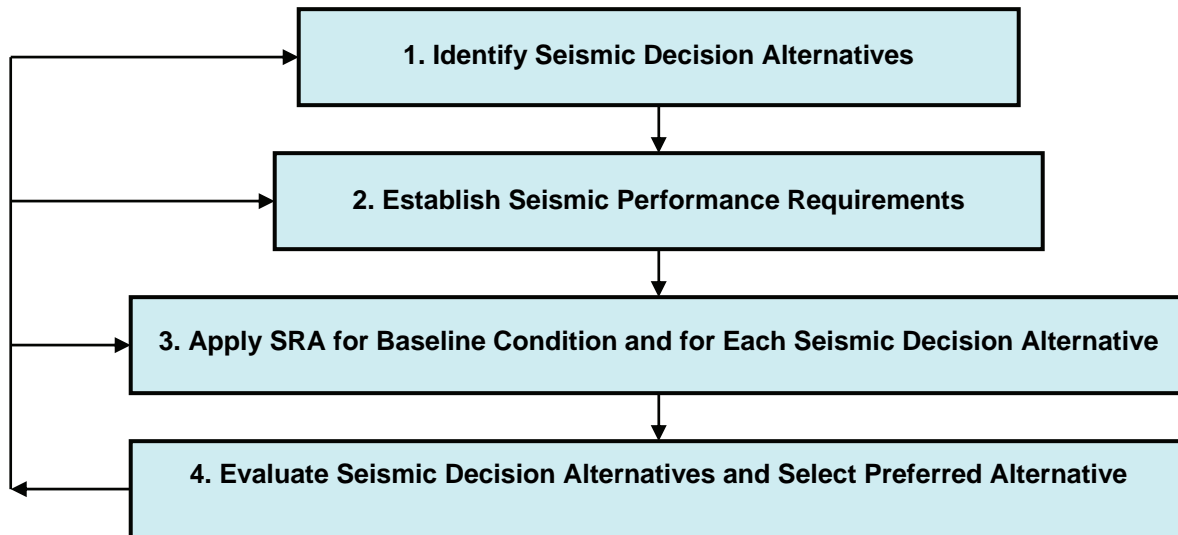 1. Identify Seismic Decision Alternatives
2. Establish Seismic Performance Requirements
3. Apply SRA for Baseline Condition and for Each Seismic Decision Alternative
4. Evaluate Seismic Decision Alternatives and Select Preferred Alternative